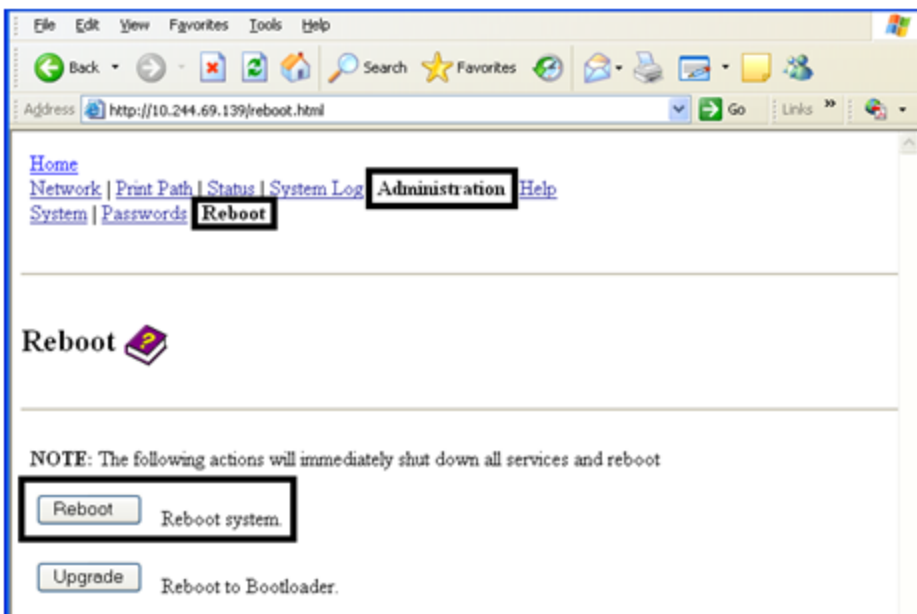 File Edit View Favorites Tools Help
Back Search Favorites
Address http://10.244.69.139/reboot.html Go Links »
Home
Network | Print Path | Status | System Log Administration Help
System | Passwords Reboot
Reboot
NOTE: The following actions will immediately shut down all services and reboot
Reboot Reboot system.
Upgrade Reboot to Bootloader.